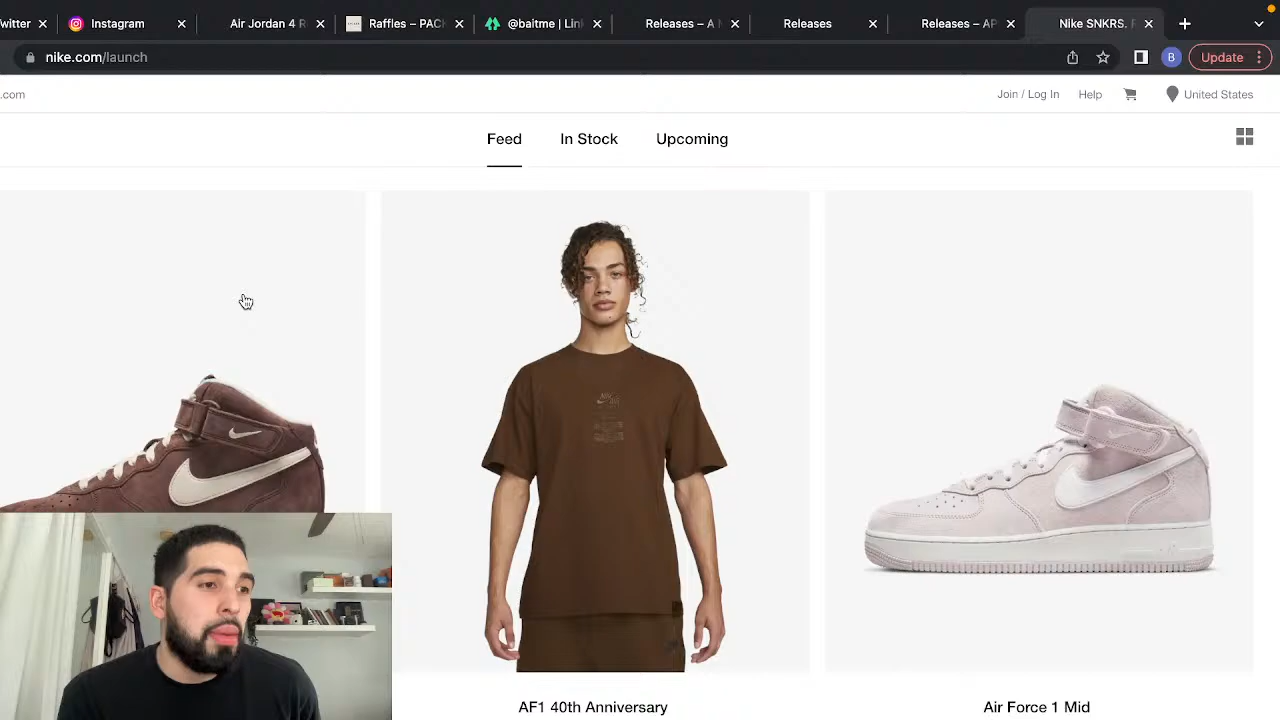 witter
Instagram
Air Jordan 4 R
Raffles – PAC
@baitme | Lin
Releases – A
Releases
Releases – AP
Nike SNKRS.
nike.com/launch
B
Update
.com
Join / Log In
Help
United States
Feed
In Stock
Upcoming
AF1 40th Anniversary
Air Force 1 Mid